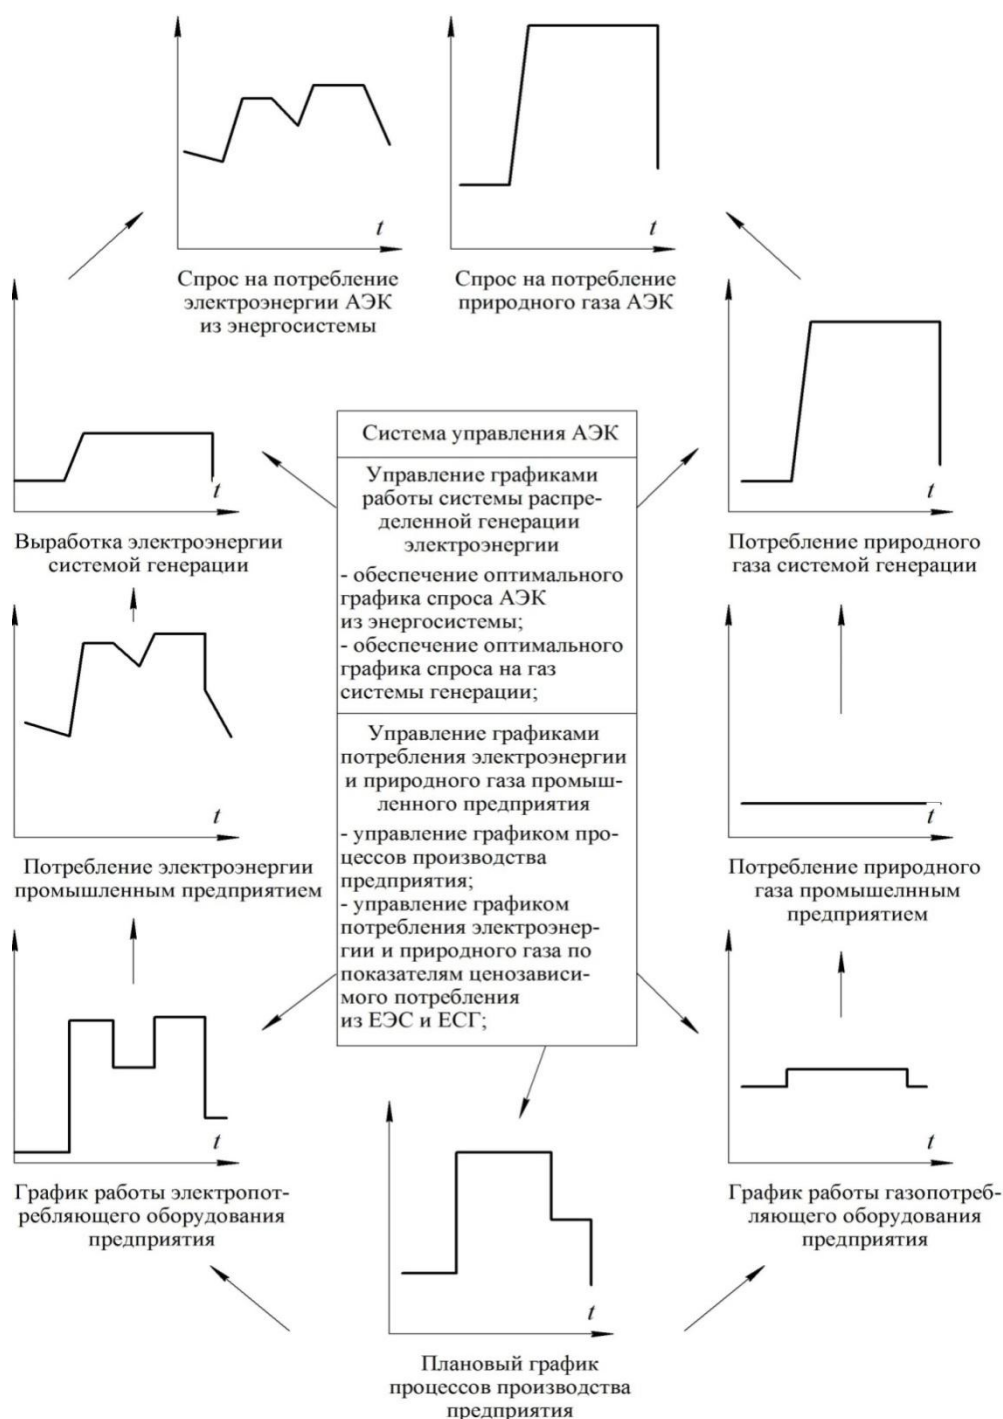 t
Спрос на потребление
электроэнергии АЭК
из энергосистемы
t
Спрос на потребление
природного газа АЭК
t
Выработка электроэнергии
системой генерации
Система управления АЭК
Управление графиками
работы системы распре-
деленной генерации
электроэнергии
- обеспечение оптимального
графика спроса АЭК
из энергосистемы;
- обеспечение оптимального
графика спроса на газ
системы генерации;
Управление графиками
потребления электроэнергии
и природного газа промыш-
ленного предприятия
- управление графиком про-
цессов производства
предприятия;
- управление графиком
потребления электроэнер-
гии и природного газа по
показателям ценозависи-
мого потребления
из ЕЭС и ЕСГ;
t
Потребление природного
газа системой генерации
t
Потребление электроэнергии
промышленным предприятием
t
Потребление природного
газа промышелнным
предприятием
t
График работы электропот-
ребляющего оборудования
предприятия
t
Плановый график
процессов производства
предприятия
t
График работы газопотреб-
ляющего оборудования
предприятия